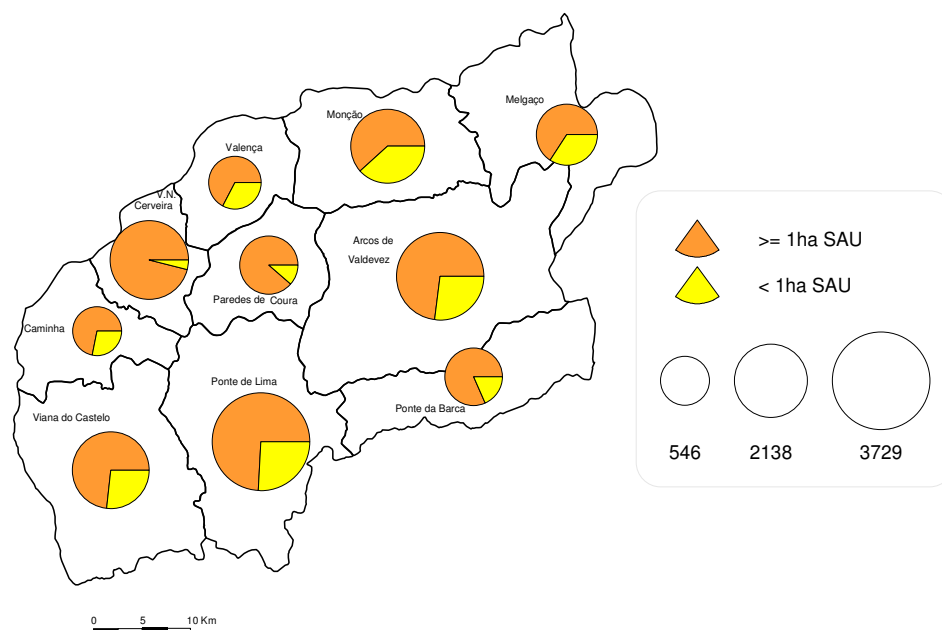 Melgaço
Monção
Valença
V.N.
Cerveira
Arcos de
Valdevez
Paredes de Coura
Caminha
Ponte de Lima
Ponte da Barca
Viana do Castelo
>= 1ha SAU
< 1ha SAU
546 2138 3729
0 5 10 Km